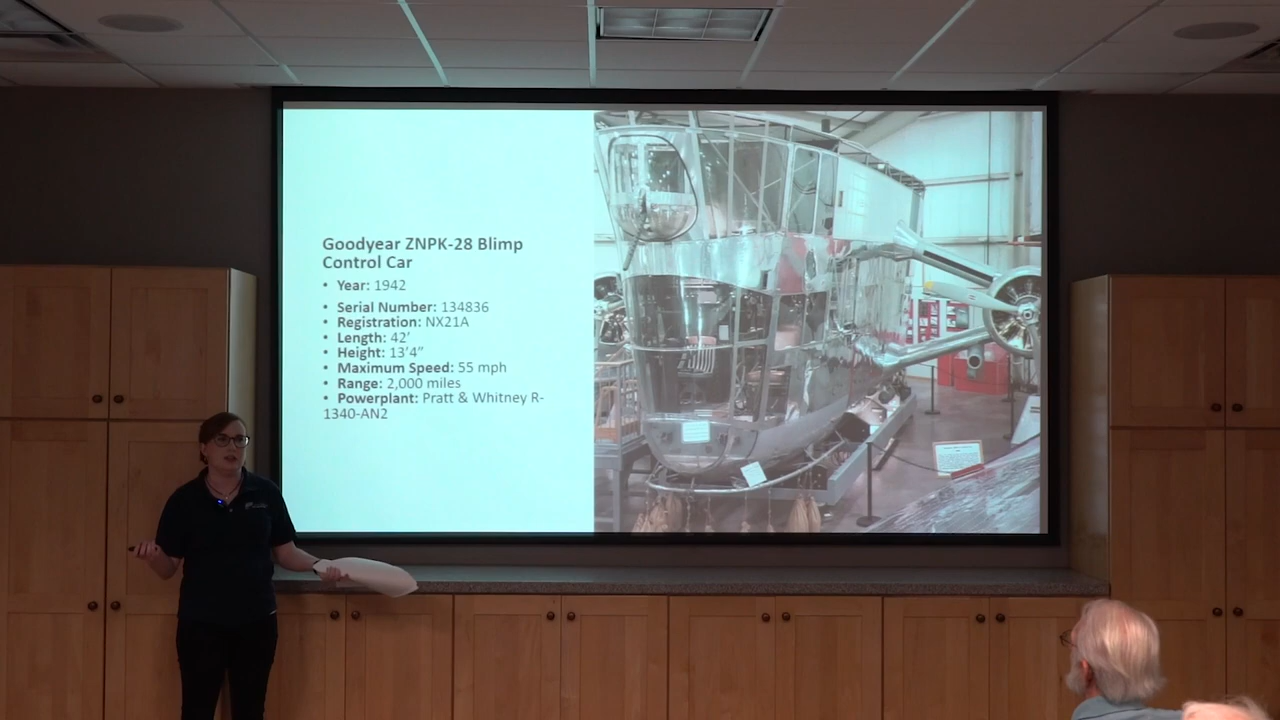 Goodyear ZNPK-28 Blimp
Control Car
• Year: 1942
• Serial Number: 134836
• Registration: NX21A
• Length: 42’
• Height: 13’4”
• Maximum Speed: 55 mph
• Range: 2,000 miles
• Powerplant: Pratt & Whitney R-
1340-AN2